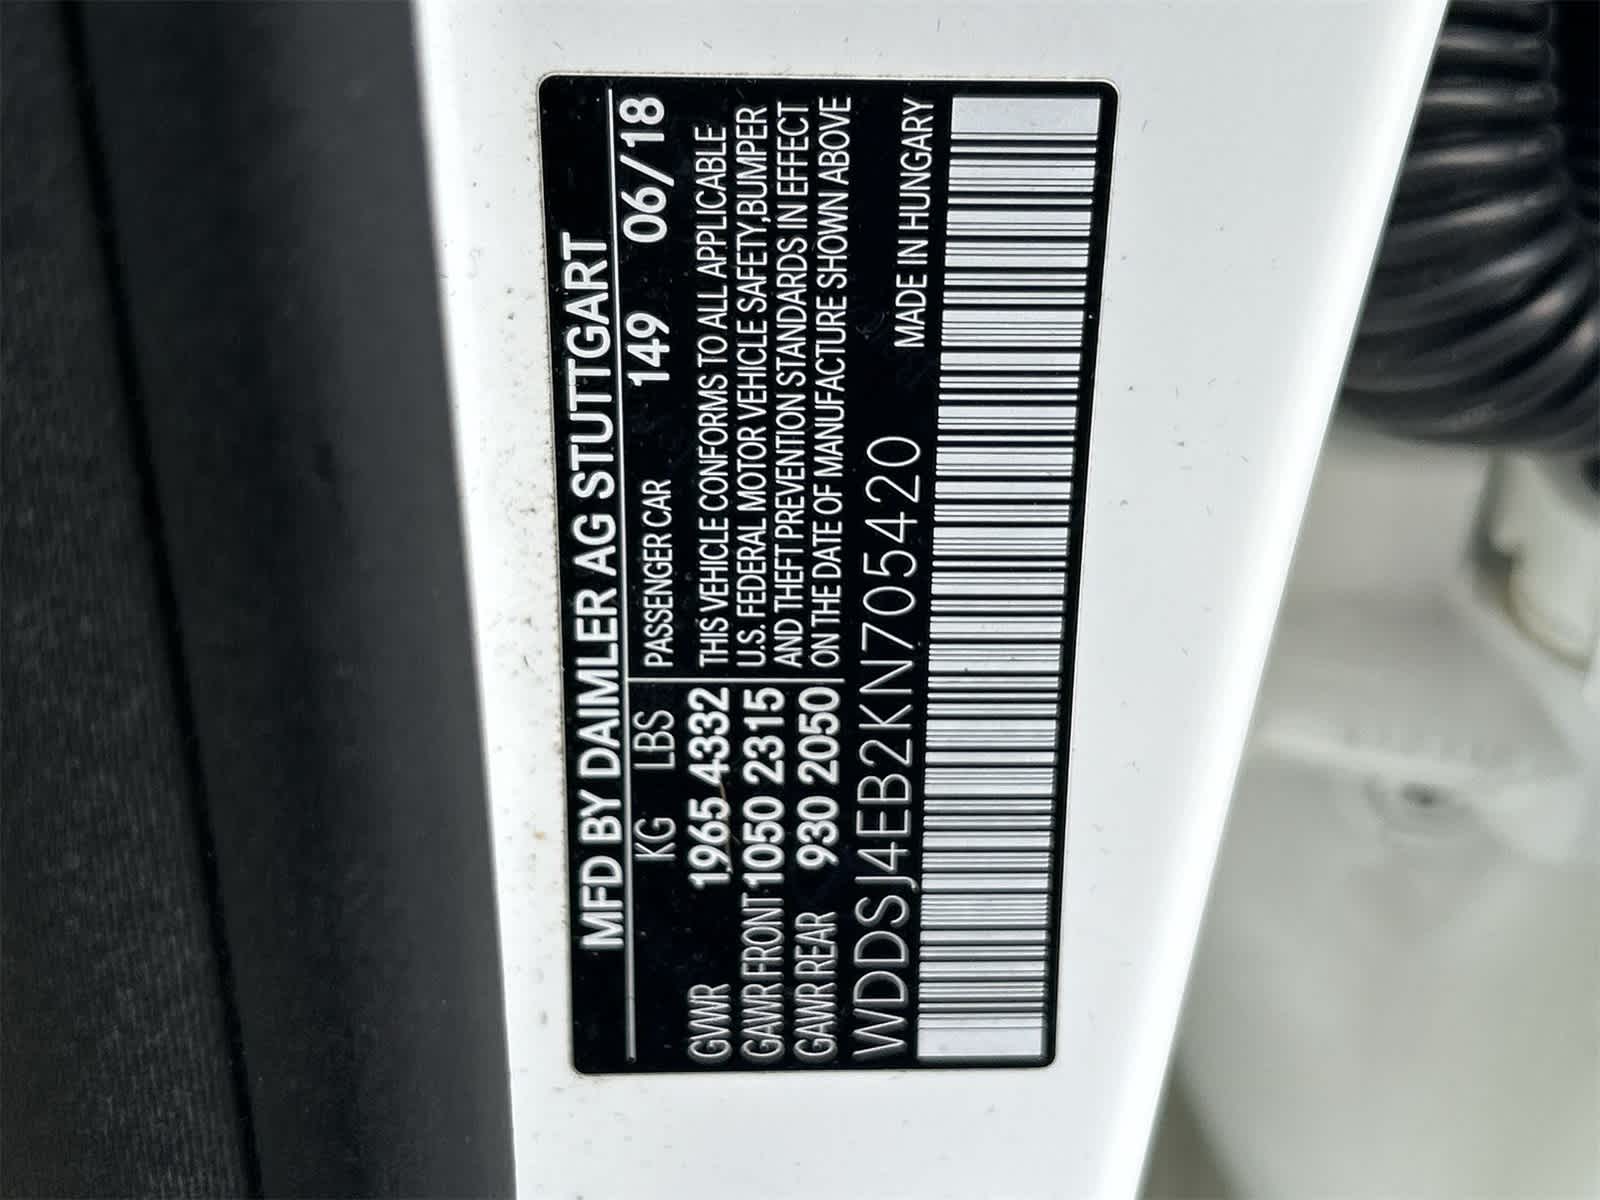 MFD BY DAIMLER AG STUTTGART
KG LBS PASSENGER CAR 149 06/18
GVWR 1965 4332 THIS VEHICLE CONFORMS TO ALL APPLICABLE
GAWR FRONT 1050 2315 U.S. FEDERAL MOTOR VEHICLE SAFETY,BUMPER
AND THEFT PREVENTION STANDARDS IN EFFECT
GAWR REAR 930 2050 ON THE DATE OF MANUFACTURE SHOWN ABOVE
WDDSJ4EB2KN705420 MADE IN HUNGARY